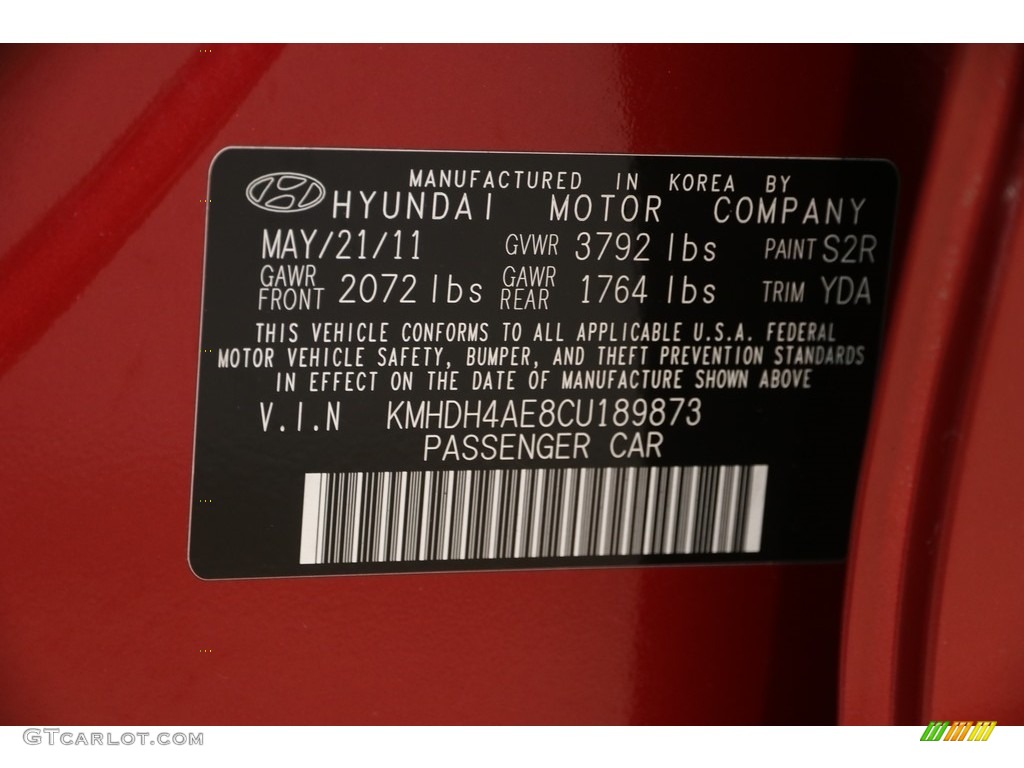 MANUFACTURED IN KOREA BY
HYUNDAI MOTOR COMPANY
MAY/21/11 GVWR 3792 lbs PAINT S2R
GAWR FRONT 2072 lbs GAWR REAR 1764 lbs TRIM YDA
THIS VEHICLE CONFORMS TO ALL APPLICABLE U.S.A. FEDERAL
MOTOR VEHICLE SAFETY, BUMPER, AND THEFT PREVENTION STANDARDS
IN EFFECT ON THE DATE OF MANUFACTURE SHOWN ABOVE
V.I.N KMHDH4AE8CU189873
PASSENGER CAR
GTCARLOT.COM